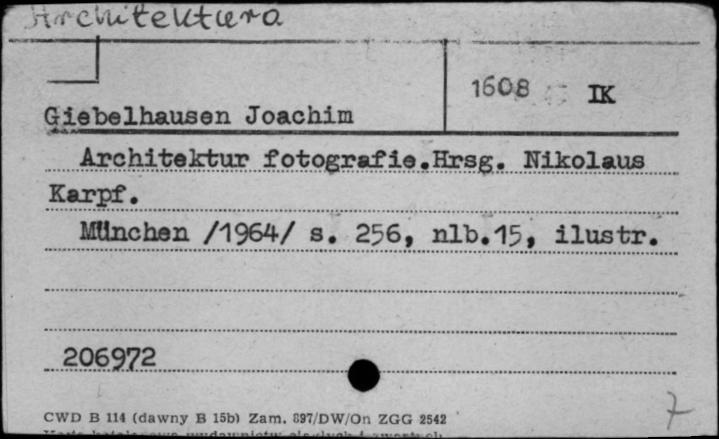 Architektura
1608 IK
Giebelhausen Joachim
Architektur fotografie.Hrsg. Nikolaus
Karpf.
München /1964/ s. 256, nlb.15, ilustr.
206972
7
CWD B 114 (dawny B 15b) Zam. 897/DW/On ZGG 2542